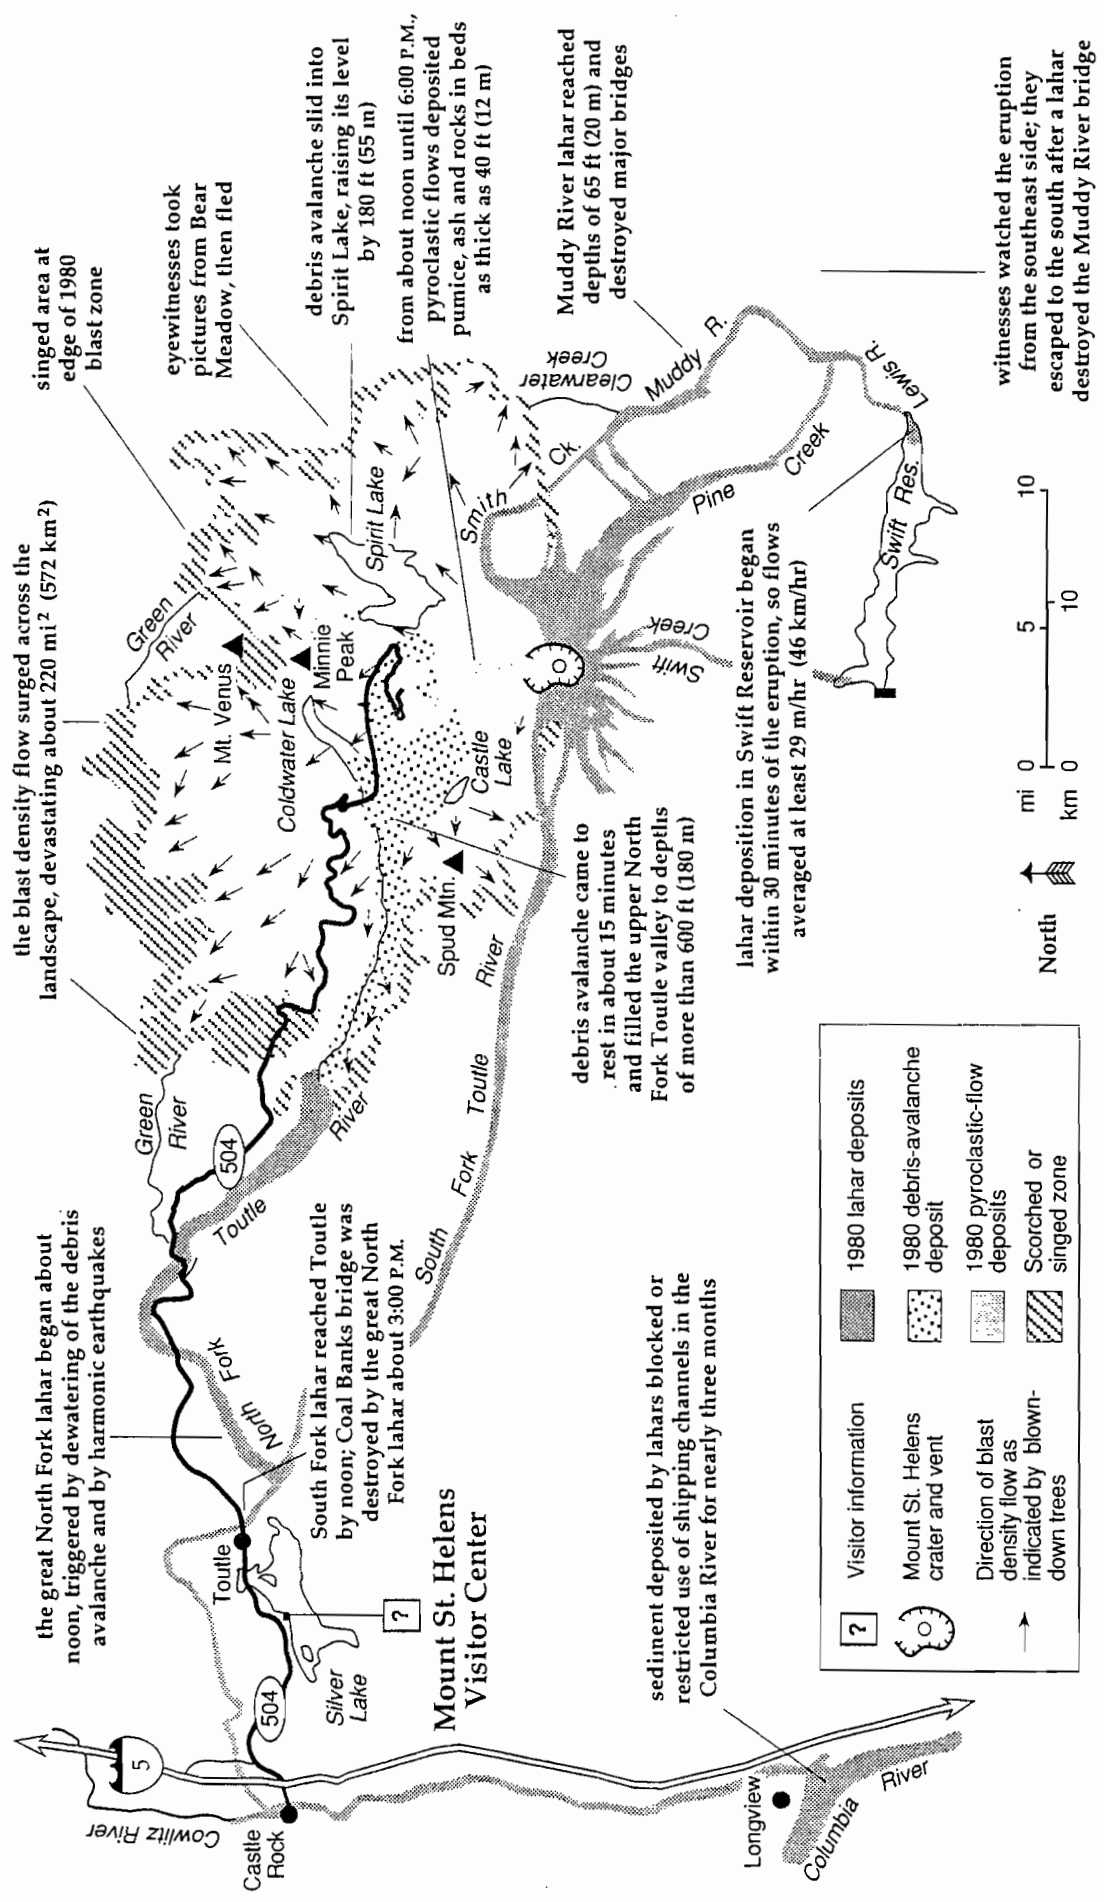 the blast density flow surged across the
landscape, devastating about 220 mi² (572 km²)
singed area at
edge of 1980
blast zone
eyewitnesses took
pictures from Bear
Meadow, then fled
debris avalanche slid into
Spirit Lake, raising its level
by 180 ft (55 m)
from about noon until 6:00 P.M.,
pyroclastic flows deposited
pumice, ash and rocks in beds
as thick as 40 ft (12 m)
Muddy River lahar reached
depths of 65 ft (20 m) and
destroyed major bridges
witnesses watched the eruption
from the southeast side; they
escaped to the south after a lahar
destroyed the Muddy River bridge
the great North Fork lahar began about
noon, triggered by dewatering of the debris
avalanche and by harmonic earthquakes
South Fork lahar reached Toutle
by noon; Coal Banks bridge was
destroyed by the great North
Fork lahar about 3:00 P.M.
Mount St. Helens
Visitor Center
sediment deposited by lahars blocked or
restricted use of shipping channels in the
Columbia River for nearly three months
debris avalanche came to
rest in about 15 minutes
and filled the upper North
Fork Toutle valley to depths
of more than 600 ft (180 m)
lahar deposition in Swift Reservoir began
within 30 minutes of the eruption, so flows
averaged at least 29 m/hr (46 km/hr)
Green
River
Green
River
Mt. Venus
Minnie
Peak
Coldwater Lake
Spirit Lake
Castle
Lake
Spud Mtn.
Smith Ck.
Clearwater
Creek
Muddy R.
Pine Creek
Lewis R.
Swift Res.
Swift
Creek
South Fork Toutle River
North Fork Toutle River
504
504
5
Toutle
Silver
Lake
?
Castle
Rock
Cowlitz River
Longview
Columbia River
North
mi 0 5 10
km 0 10
? Visitor information
Mount St. Helens
crater and vent
Direction of blast
density flow as
indicated by blown-
down trees
1980 lahar deposits
1980 debris-avalanche
deposit
1980 pyroclastic-flow
deposits
Scorched or
singed zone